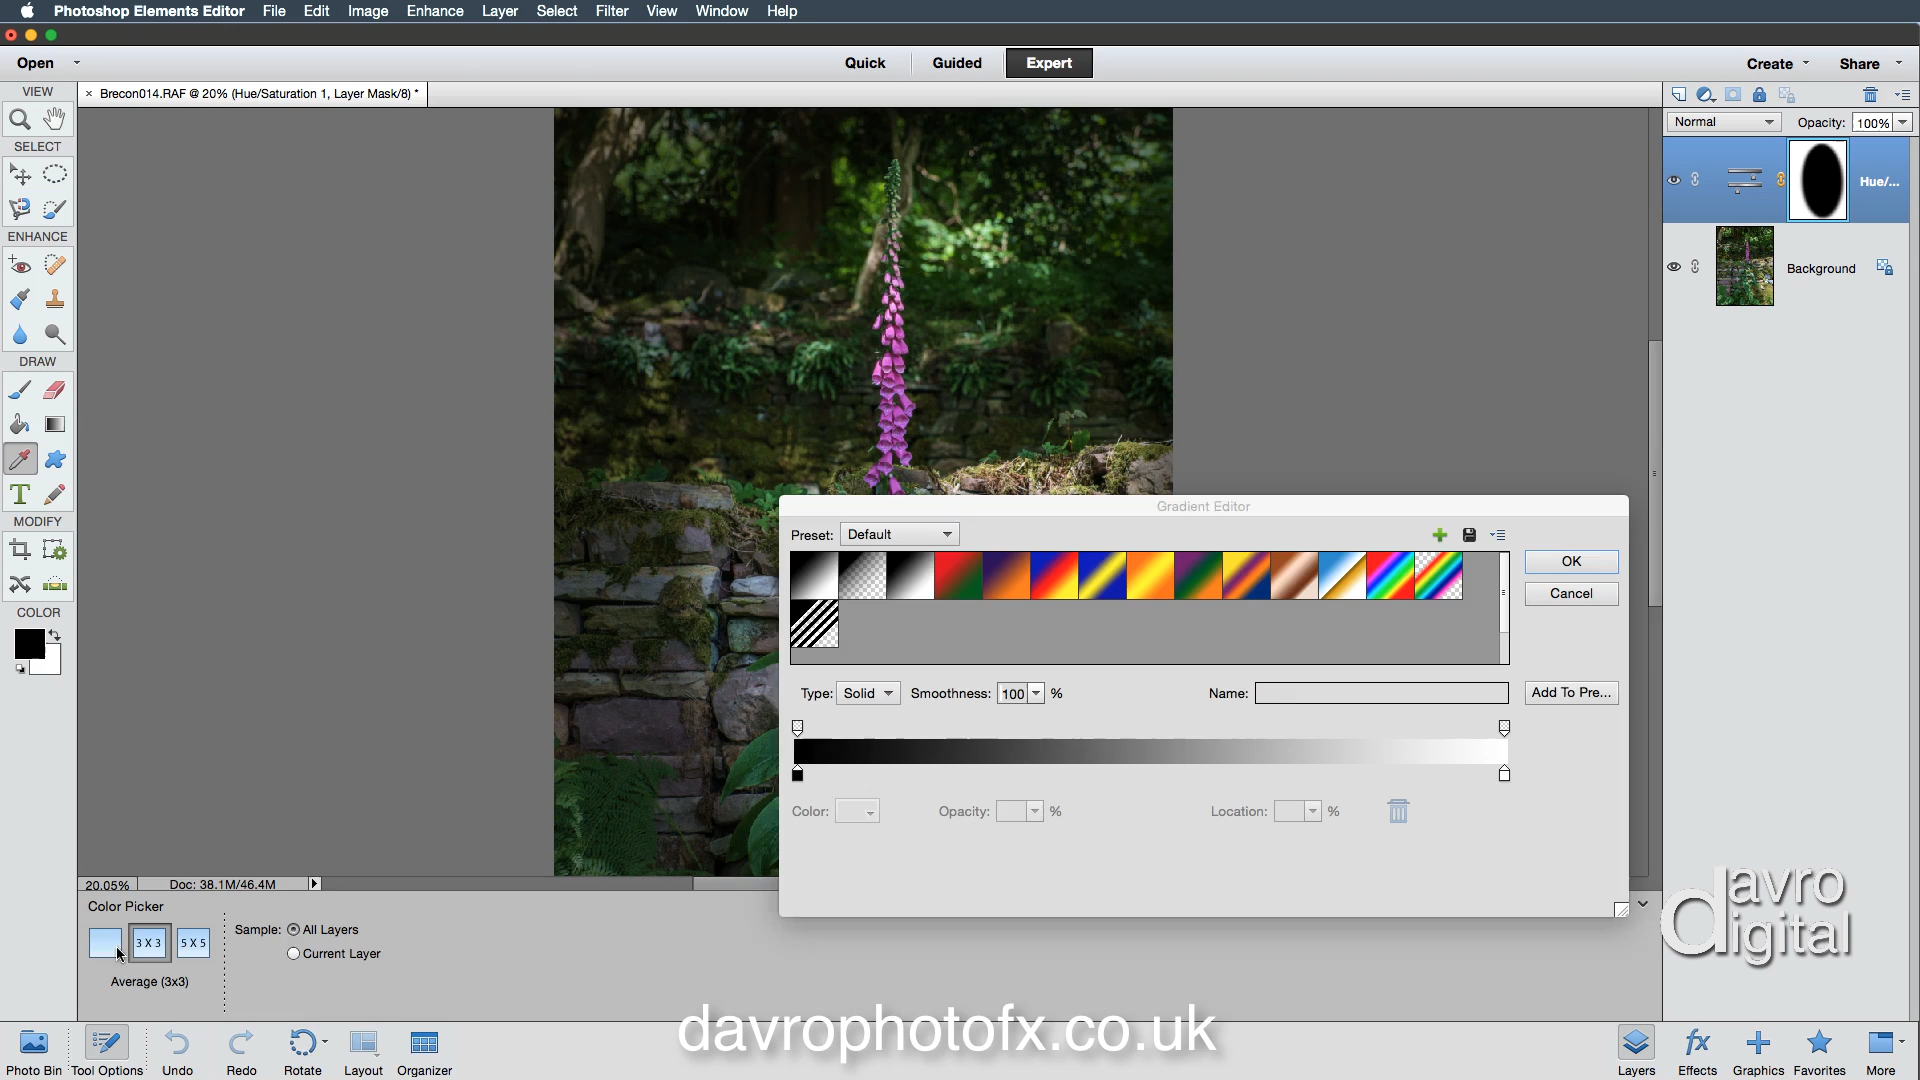 Photoshop Elements Editor File Edit Image Enhance Layer Select Filter View Window Help
Open Quick Guided Expert Create Share
VIEW
× Brecon014.RAF @ 20% (Hue/Saturation 1, Layer Mask/8) *
Normal Opacity: 100%
SELECT
Hue/...
ENHANCE
Background
DRAW
T
MODIFY
COLOR
Gradient Editor
Preset: Default
OK
Cancel
Type: Solid Smoothness: 100 % Name: Add To Pre...
Color: Opacity: % Location: %
20.05% Doc: 38.1M/46.4M
Color Picker
3 X 3 5 X 5
Sample: All Layers
Current Layer
Average (3x3)
davro
digital
davrophotofx.co.uk
Photo Bin Tool Options Undo Redo Rotate Layout Organizer
fx
Layers Effects Graphics Favorites More